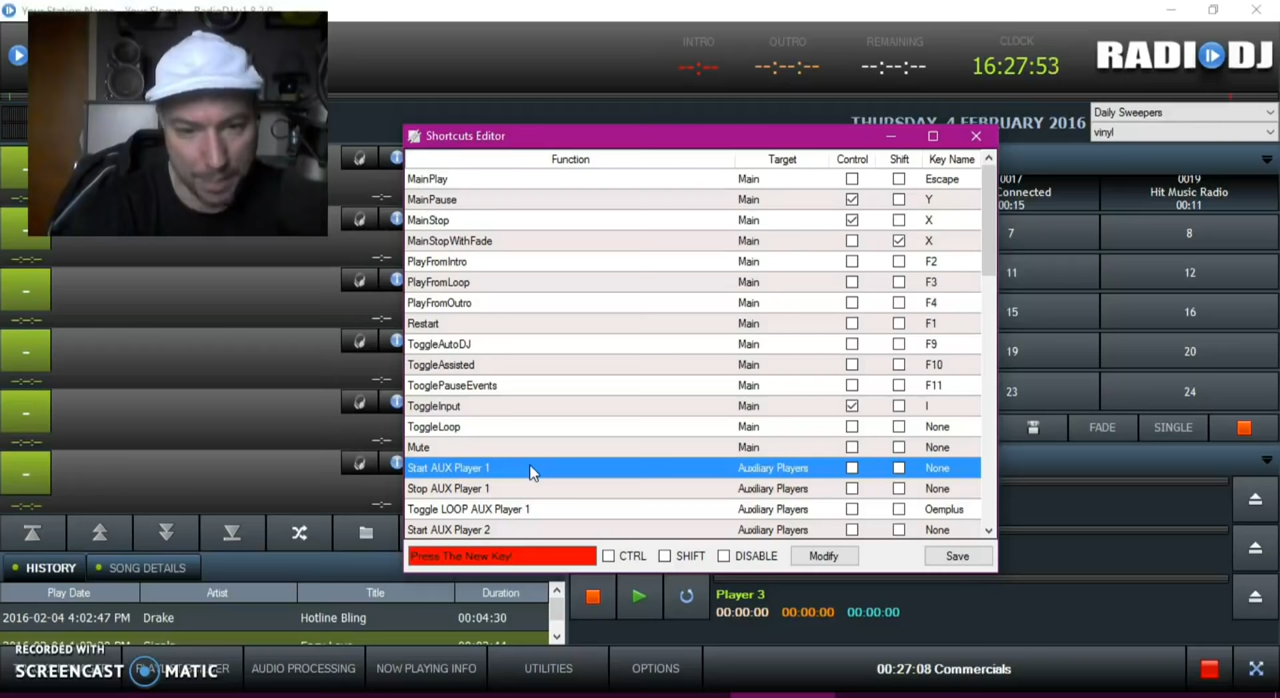 INTRO OUTRO REMAINING CLOCK
--:-- --:--:-- --:--:-- 16:27:53
RADIODJ
THURSDAY, 4 FEBRUARY 2016
Daily Sweepers
vinyl
Shortcuts Editor
Function Target Control Shift Key Name
MainPlay Main Escape
MainPause Main Y
MainStop Main X
MainStopWithFade Main X
PlayFromIntro Main F2
PlayFromLoop Main F3
PlayFromOutro Main F4
Restart Main F1
ToggleAutoDJ Main F9
ToggleAssisted Main F10
TooglePauseEvents Main F11
ToggleInput Main I
ToggleLoop Main None
Mute Main None
Start AUX Player 1 Auxiliary Players None
Stop AUX Player 1 Auxiliary Players None
Toggle LOOP AUX Player 1 Auxiliary Players Oemplus
Start AUX Player 2 Auxiliary Players None
Press The New Key! CTRL SHIFT DISABLE Modify Save
0017 0019
Connected Hit Music Radio
00:15 00:11
7 8
11 12
15 16
19 20
23 24
FADE SINGLE
HISTORY SONG DETAILS
Play Date Artist Title Duration
2016-02-04 4:02:47 PM Drake Hotline Bling 00:04:30
Player 3
00:00:00 00:00:00 00:00:00
RECORDED WITH
SCREENCAST MATIC
AUDIO PROCESSING NOW PLAYING INFO UTILITIES OPTIONS 00:27:08 Commercials